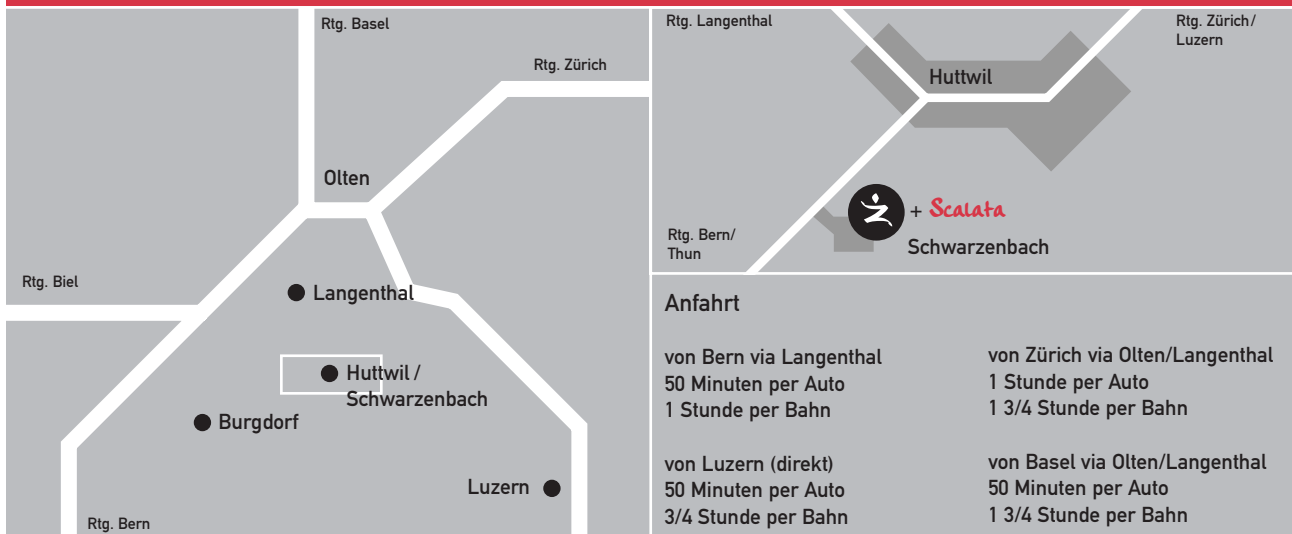 Rtg. Basel
Rtg. Zürich
Olten
Rtg. Biel
Langenthal
Huttwil /
Schwarzenbach
Burgdorf
Luzern
Rtg. Bern
Rtg. Langenthal
Rtg. Zürich/
Luzern
Huttwil
+ Scalata
Schwarzenbach
Rtg. Bern/
Thun
Anfahrt
von Bern via Langenthal
50 Minuten per Auto
1 Stunde per Bahn
von Luzern (direkt)
50 Minuten per Auto
3/4 Stunde per Bahn
von Zürich via Olten/Langenthal
1 Stunde per Auto
1 3/4 Stunde per Bahn
von Basel via Olten/Langenthal
50 Minuten per Auto
1 3/4 Stunde per Bahn